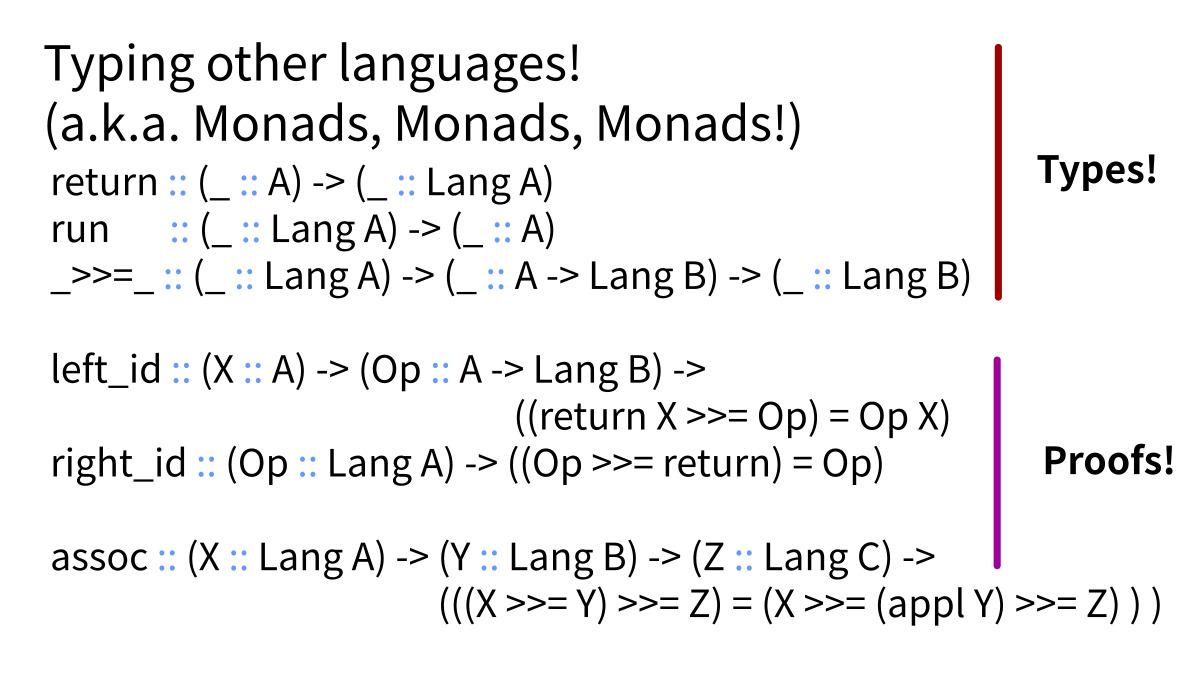 Typing other languages!
(a.k.a. Monads, Monads, Monads!)
return :: (_ :: A) -> (_ :: Lang A)
run :: (_ :: Lang A) -> (_ :: A)
_>>=_ :: (_ :: Lang A) -> (_ :: A -> Lang B) -> (_ :: Lang B)
Types!
left_id :: (X :: A) -> (Op :: A -> Lang B) ->
((return X >>= Op) = Op X)
right_id :: (Op :: Lang A) -> ((Op >>= return) = Op)
Proofs!
assoc :: (X :: Lang A) -> (Y :: Lang B) -> (Z :: Lang C) ->
(((X >>= Y) >>= Z) = (X >>= (appl Y) >>= Z) ) )